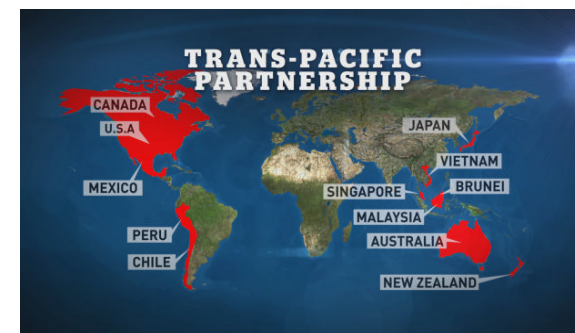 TRANS-PACIFIC
PARTNERSHIP
CANADA
U.S.A
MEXICO
PERU
CHILE
JAPAN
VIETNAM
SINGAPORE
BRUNEI
MALAYSIA
AUSTRALIA
NEW ZEALAND